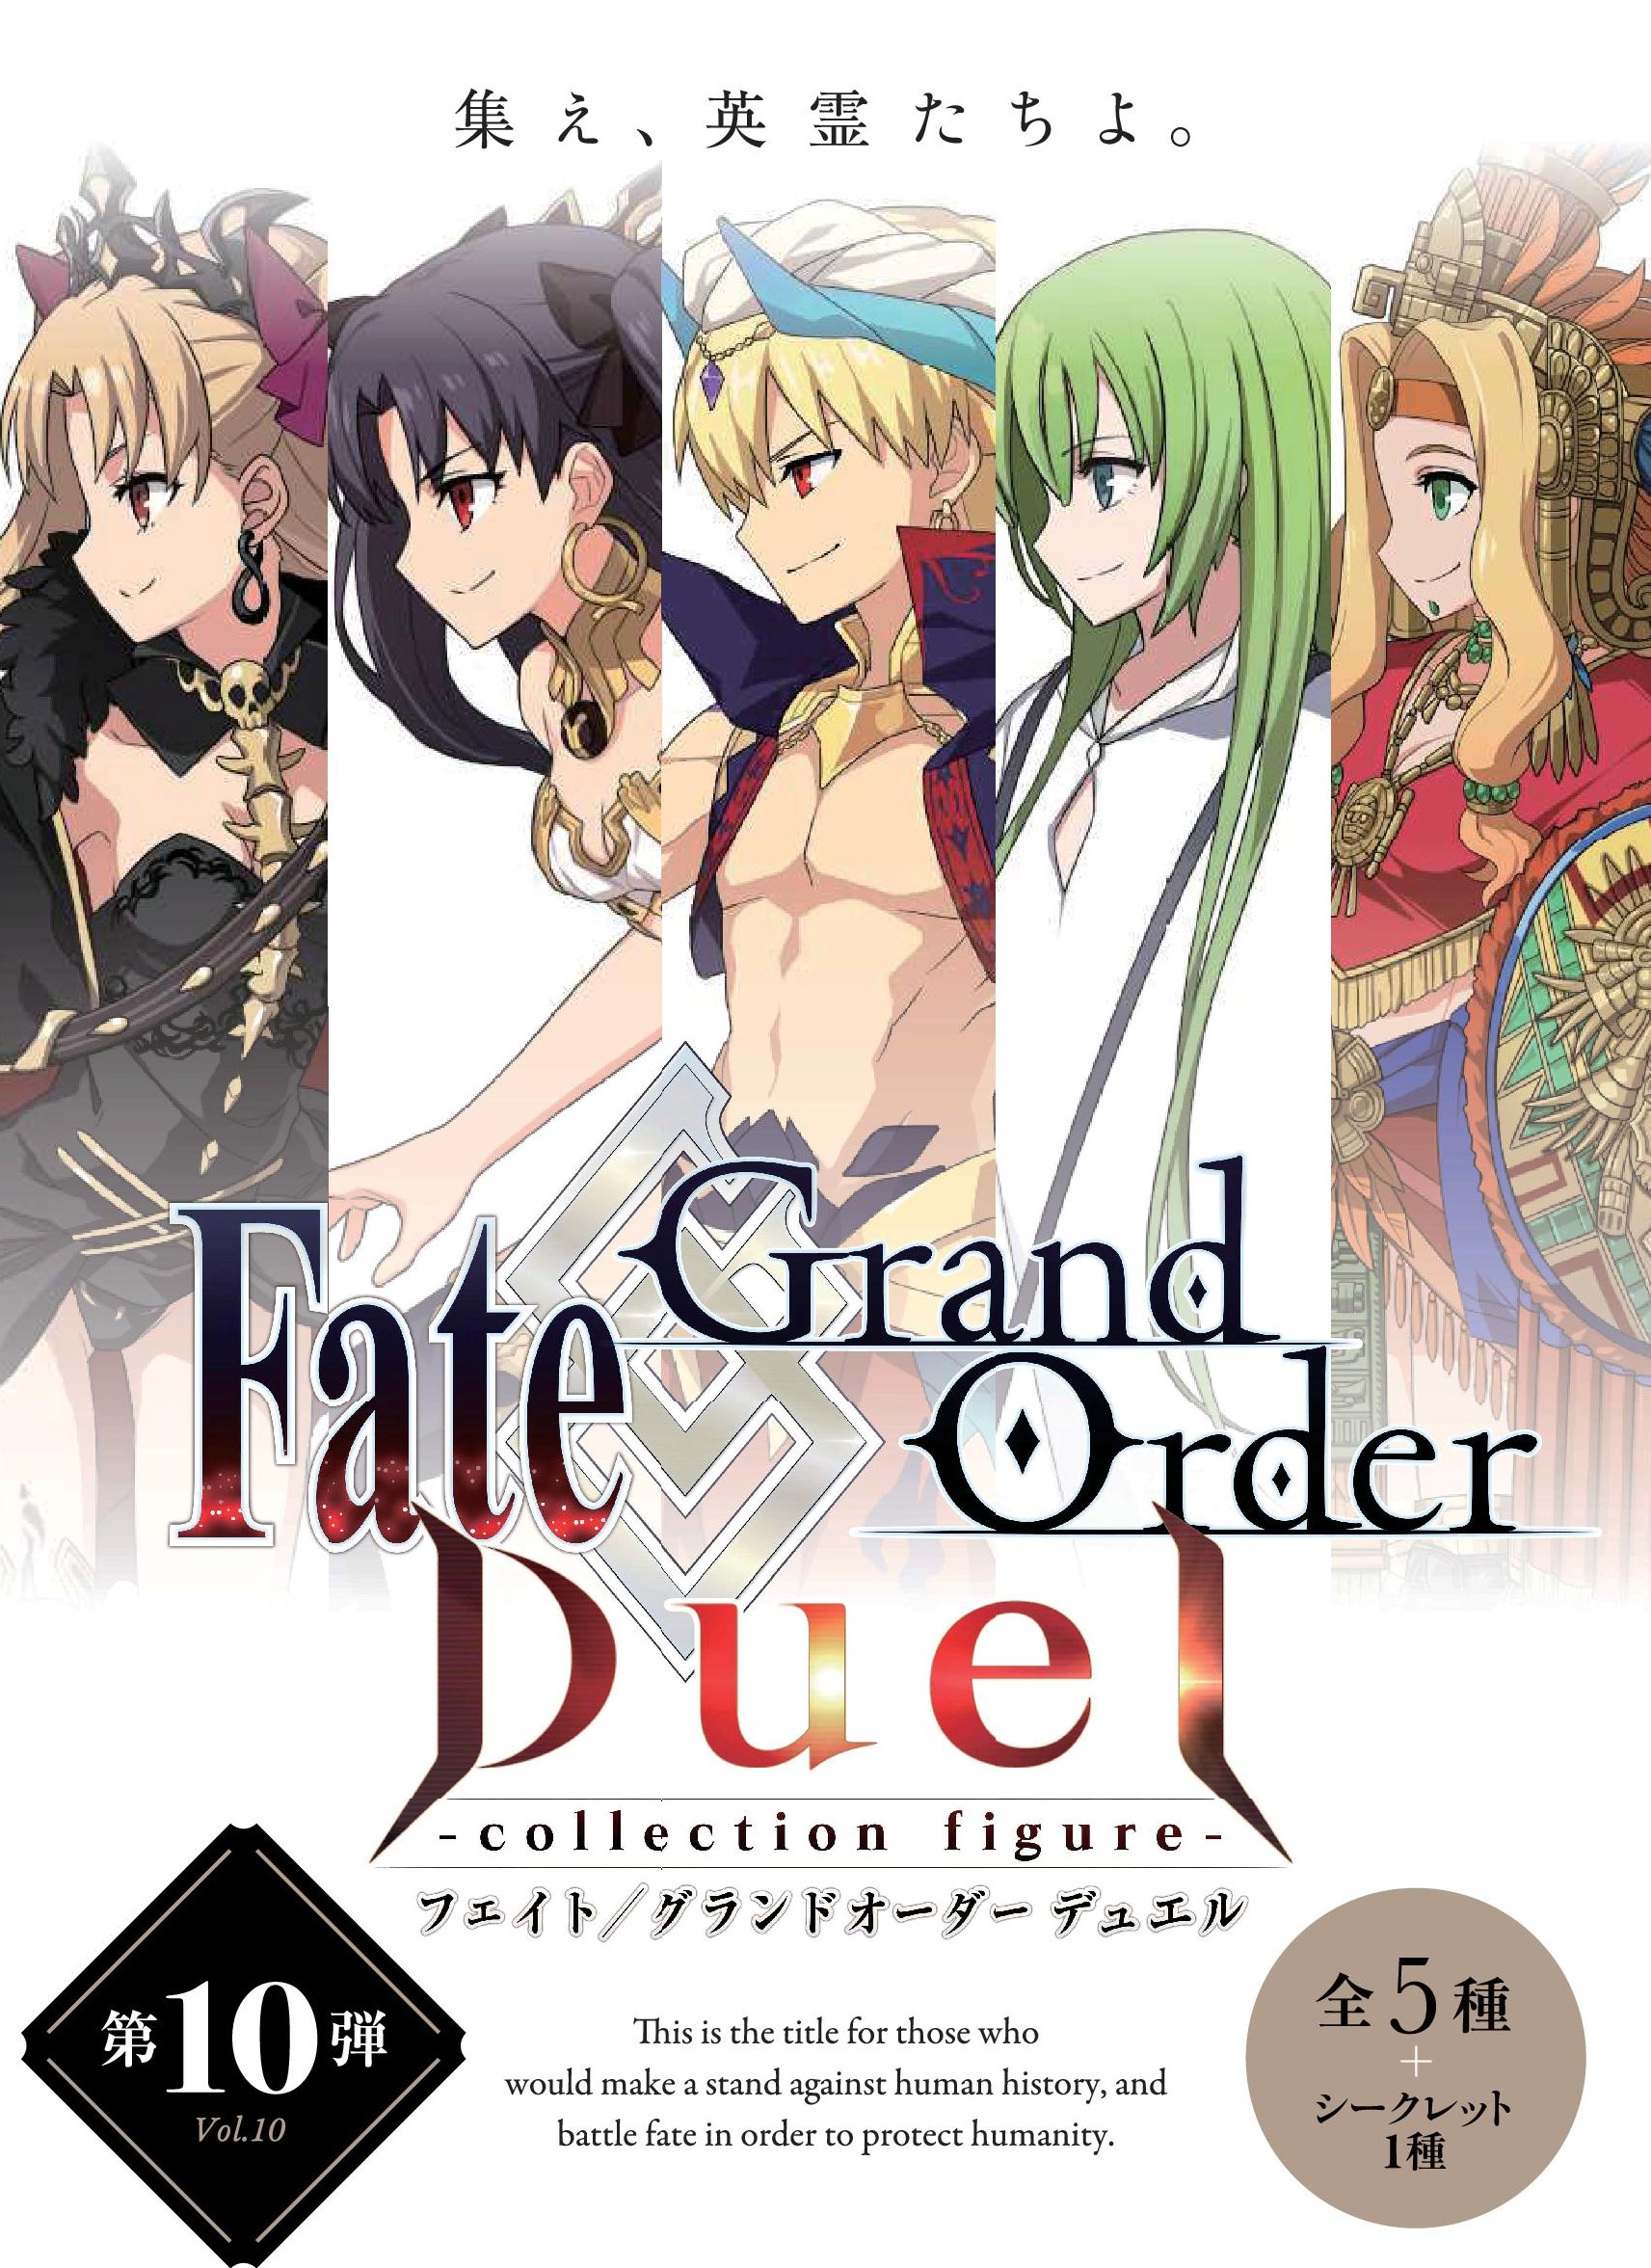 集え、英霊たちよ。
Fate
Grand
Order
Duel
-collection figure-
フェイト／グランドオーダー デュエル
第10弾
Vol.10
This is the title for those who
would make a stand against human history, and
battle fate in order to protect humanity.
全5種
+
シークレット
1種